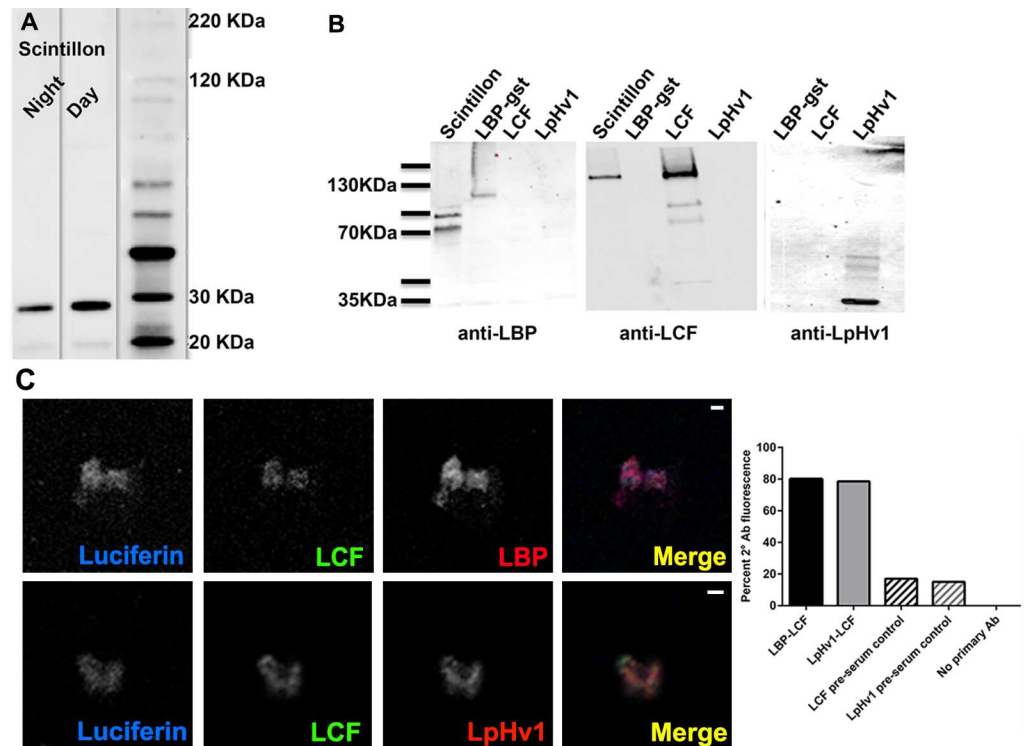 A
Scintillon
Night
Day
220 KDa
120 KDa
30 KDa
20 KDa
B
Scintillon
LBP-gst
LCF
LpHv1
Scintillon
LBP-gst
LCF
LpHv1
LBP-gst
LCF
LpHv1
130KDa
70KDa
35KDa
anti-LBP
anti-LCF
anti-LpHv1
C
Luciferin
LCF
LBP
Merge
Luciferin
LCF
LpHv1
Merge
Percent 2° Ab fluorescence
100
80
60
40
20
0
LBP-LCF
LpHv1-LCF
LCF pre-serum control
LpHv1 pre-serum control
No primary Ab